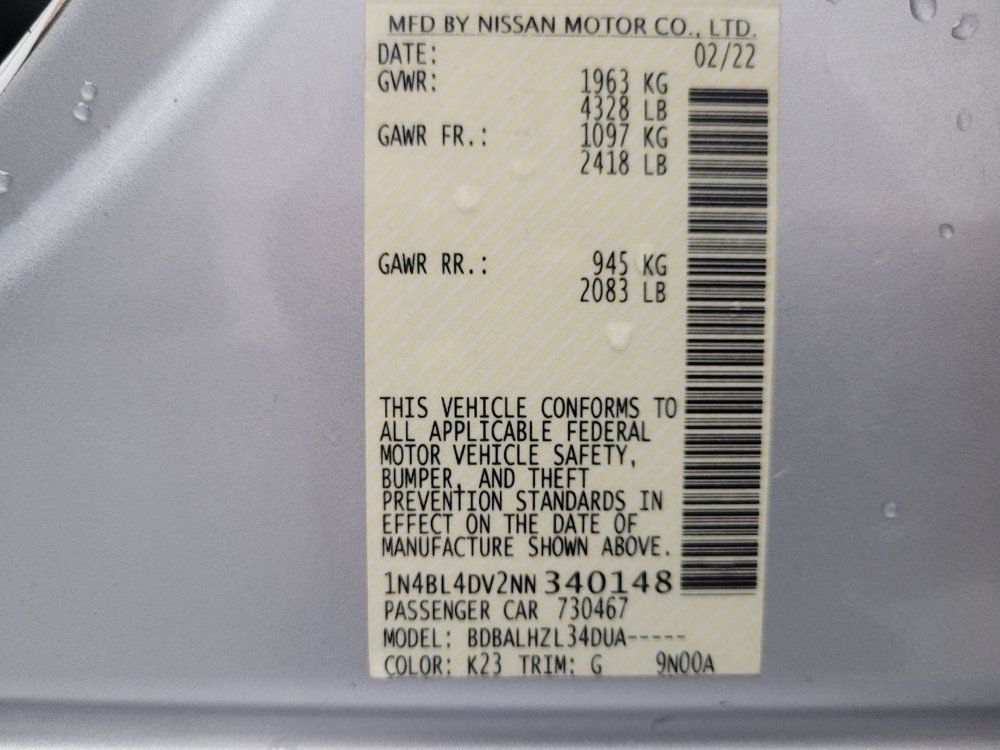 MFD BY NISSAN MOTOR CO., LTD.
DATE: 02/22
GVWR: 1963 KG
4328 LB
GAWR FR.: 1097 KG
2418 LB
GAWR RR.: 945 KG
2083 LB
THIS VEHICLE CONFORMS TO
ALL APPLICABLE FEDERAL
MOTOR VEHICLE SAFETY,
BUMPER, AND THEFT
PREVENTION STANDARDS IN
EFFECT ON THE DATE OF
MANUFACTURE SHOWN ABOVE.
1N4BL4DV2NN340148
PASSENGER CAR 730467
MODEL: BDBALHZL34DUA-----
COLOR: K23 TRIM: G 9N00A